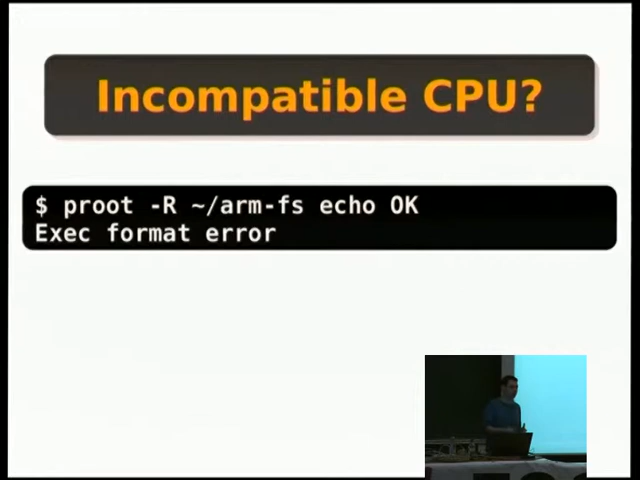 Incompatible CPU?
$ proot -R ~/arm-fs echo OK
Exec format error